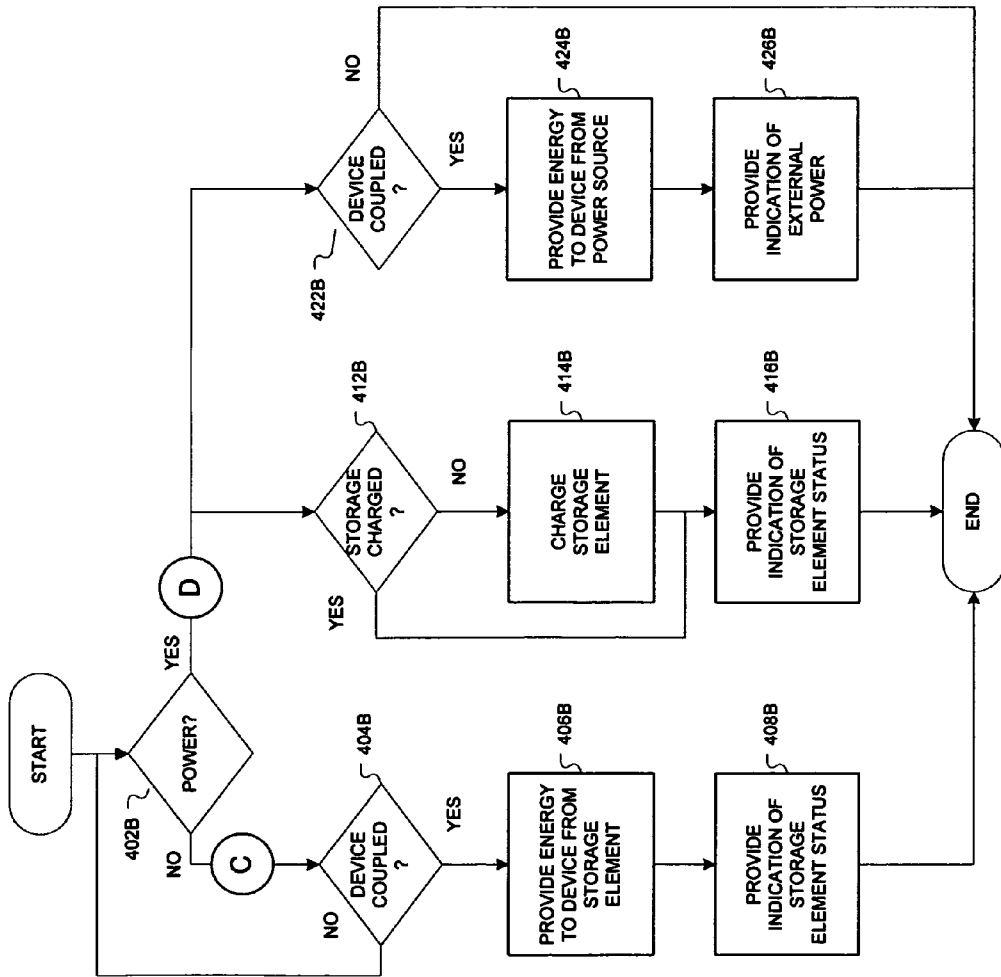 START
POWER?
402B
NO
YES
C
D
DEVICE
COUPLED
?
404B
NO
YES
PROVIDE ENERGY
TO DEVICE FROM
STORAGE
ELEMENT
406B
PROVIDE
INDICATION OF
STORAGE
ELEMENT STATUS
408B
STORAGE
CHARGED
?
412B
YES
NO
CHARGE
STORAGE
ELEMENT
414B
PROVIDE
INDICATION OF
STORAGE
ELEMENT STATUS
416B
DEVICE
COUPLED
?
422B
NO
YES
PROVIDE ENERGY
TO DEVICE FROM
POWER SOURCE
424B
PROVIDE
INDICATION OF
EXTERNAL
POWER
426B
END